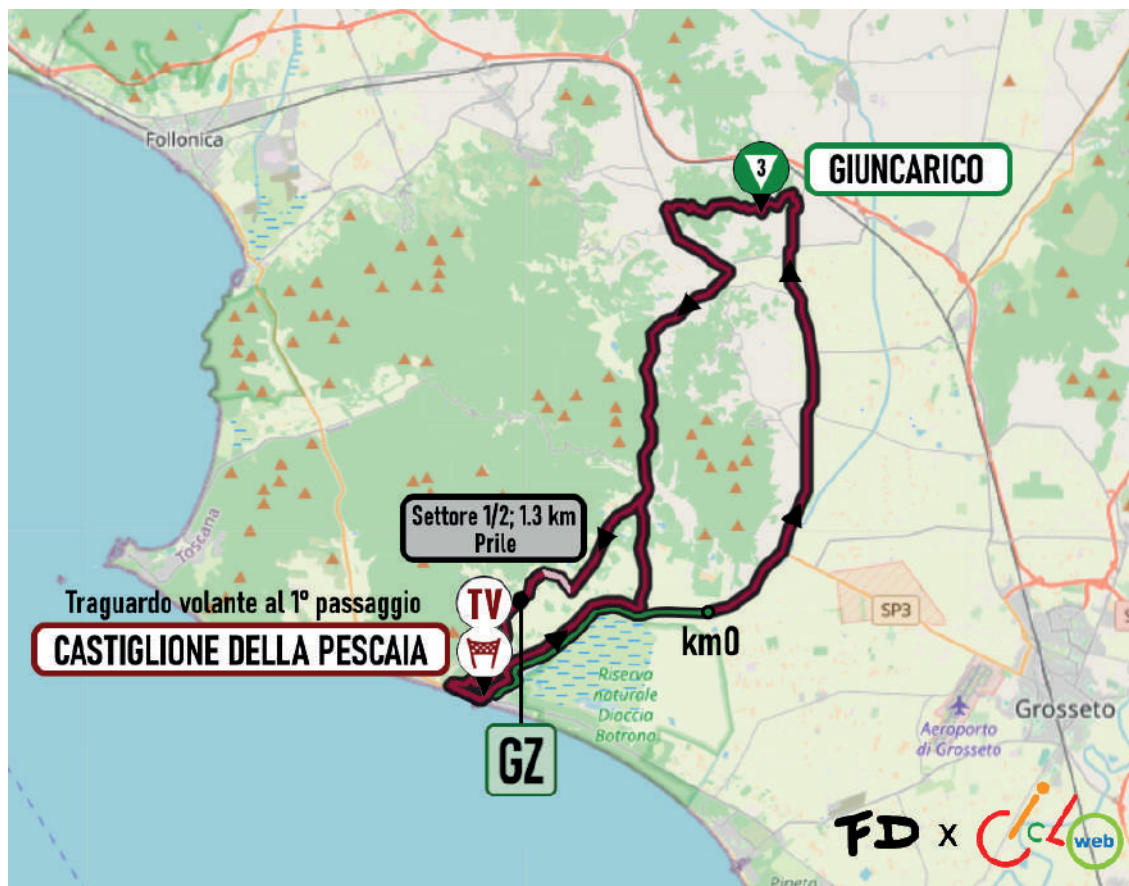 Follonica
3
GIUNCARICO
Toscana
Settore 1/2; 1.3 km
Prile
Traguardo volante al 1° passaggio
TV
CASTIGLIONE DELLA PESCAIA
km0
SP3
S
Riserva
naturale
Diaccia
Botrona
Grosseto
Aeroporto
di Grosseto
GZ
FD x Cicl
web